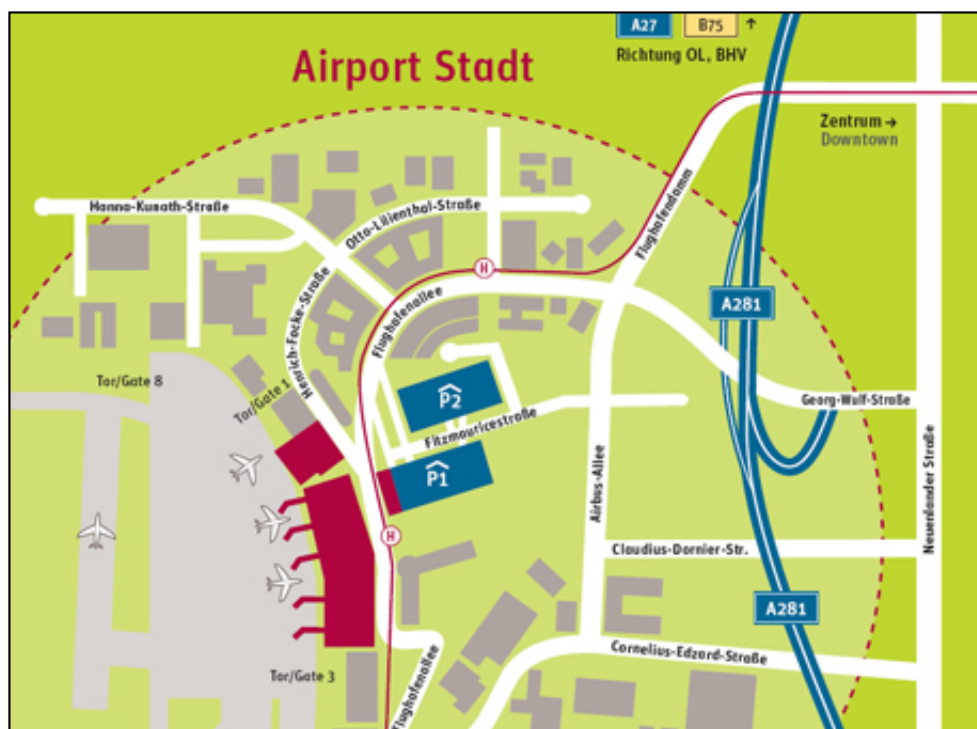 A27
B75
Richtung OL, BHV
Airport Stadt
Zentrum →
Downtown
Hanna-Kunath-Straße
Otto-Lilienthal-Straße
Flughafendamm
H
Henrich-Focke-Straße
Flughafenallee
A281
Tor/Gate 8
Tor/Gate 1
P2
Georg-Wulf-Straße
Fitzmauricestraße
P1
Neuenlander Straße
Airbus-Allee
H
Claudius-Dornier-Str.
A281
Cornelius-Edzard-Straße
Tor/Gate 3
Flughafenallee